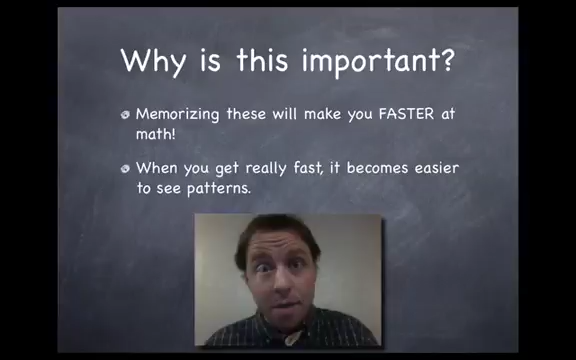 Why is this important?
Memorizing these will make you FASTER at
math!
When you get really fast, it becomes easier
to see patterns.